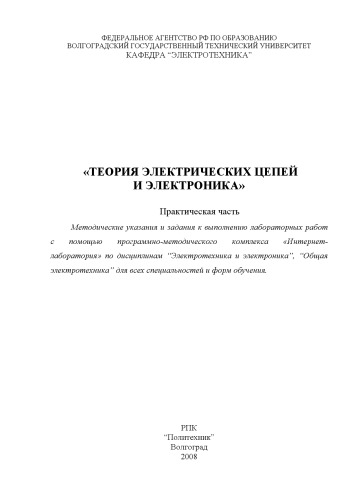 ФЕДЕРАЛЬНОЕ АГЕНТСТВО РФ ПО ОБРАЗОВАНИЮ
ВОЛГОГРАДСКИЙ ГОСУДАРСТВЕННЫЙ ТЕХНИЧЕСКИЙ УНИВЕРСИТЕТ
КАФЕДРА “ЭЛЕКТРОТЕХНИКА”
«ТЕОРИЯ ЭЛЕКТРИЧЕСКИХ ЦЕПЕЙ
И ЭЛЕКТРОНИКА»
Практическая часть
Методические указания и задания к выполнению лабораторных работ
с помощью программно-методического комплекса «Интернет-
лаборатория» по дисциплинам “Электротехника и электроника”, “Общая
электротехника” для всех специальностей и форм обучения.
РПК
“Политехник”
Волгоград
2008